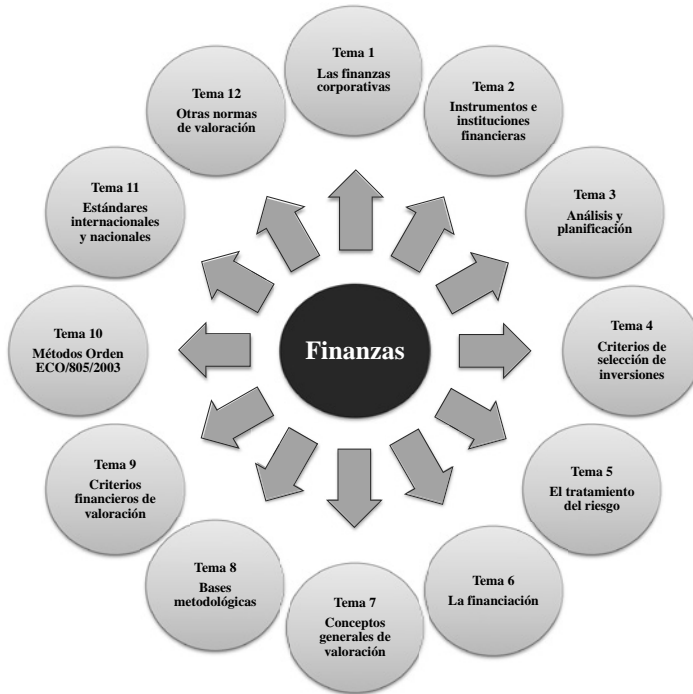 Tema 1
Las finanzas
corporativas
Tema 2
Instrumentos e
instituciones
financieras
Tema 3
Análisis y
planificación
Tema 4
Criterios de
selección de
inversiones
Tema 5
El tratamiento
del riesgo
Tema 6
La financiación
Tema 7
Conceptos
generales de
valoración
Tema 8
Bases
metodológicas
Tema 9
Criterios
financieros de
valoración
Tema 10
Métodos Orden
ECO/805/2003
Tema 11
Estándares
internacionales
y nacionales
Tema 12
Otras normas
de valoración
Finanzas